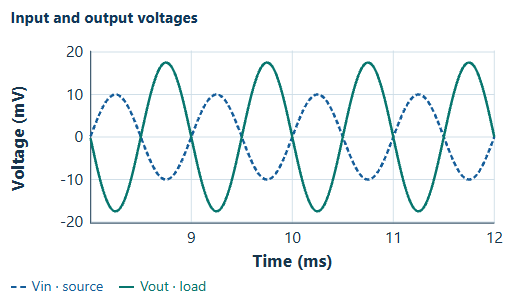 Input and output voltages
Voltage (mV)
20
10
0
-10
-20
9 10 11 12
Time (ms)
Vin · source Vout · load